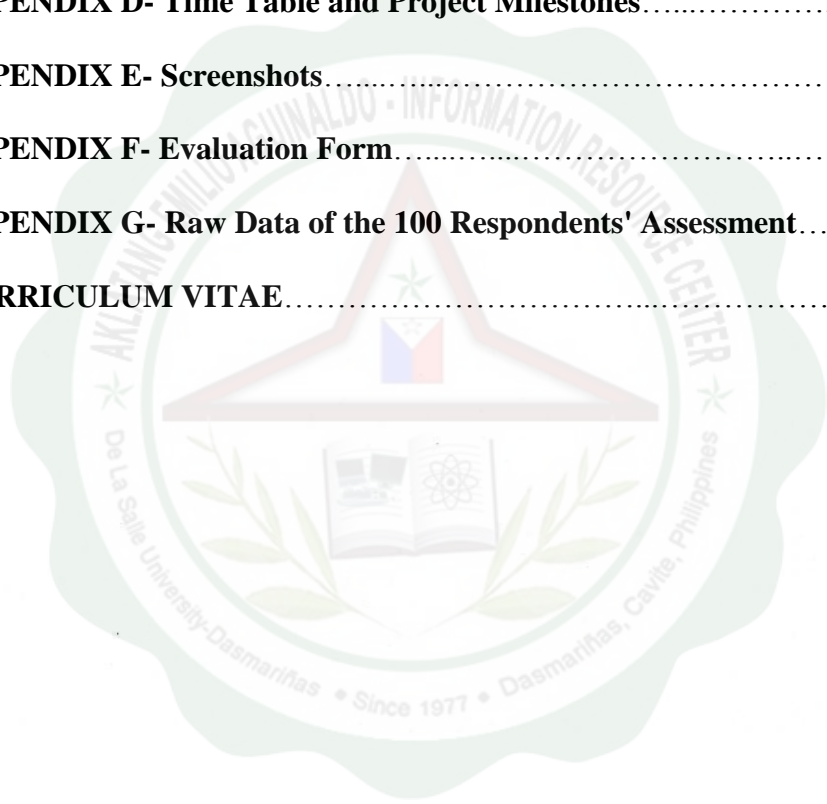 PENDIX D- Time Table and Project Milestones…...…………
PENDIX E- Screenshots…...…...………………………………
PENDIX F- Evaluation Form…...…....……………………..…
PENDIX G- Raw Data of the 100 Respondents' Assessment…
RRICULUM VITAE………………………………...……………
AKLATANG EMILIO AGUINALDO - INFORMATION RESOURCE CENTER
De La Salle University-Dasmariñas • Since 1977 • Dasmariñas, Cavite, Philippines